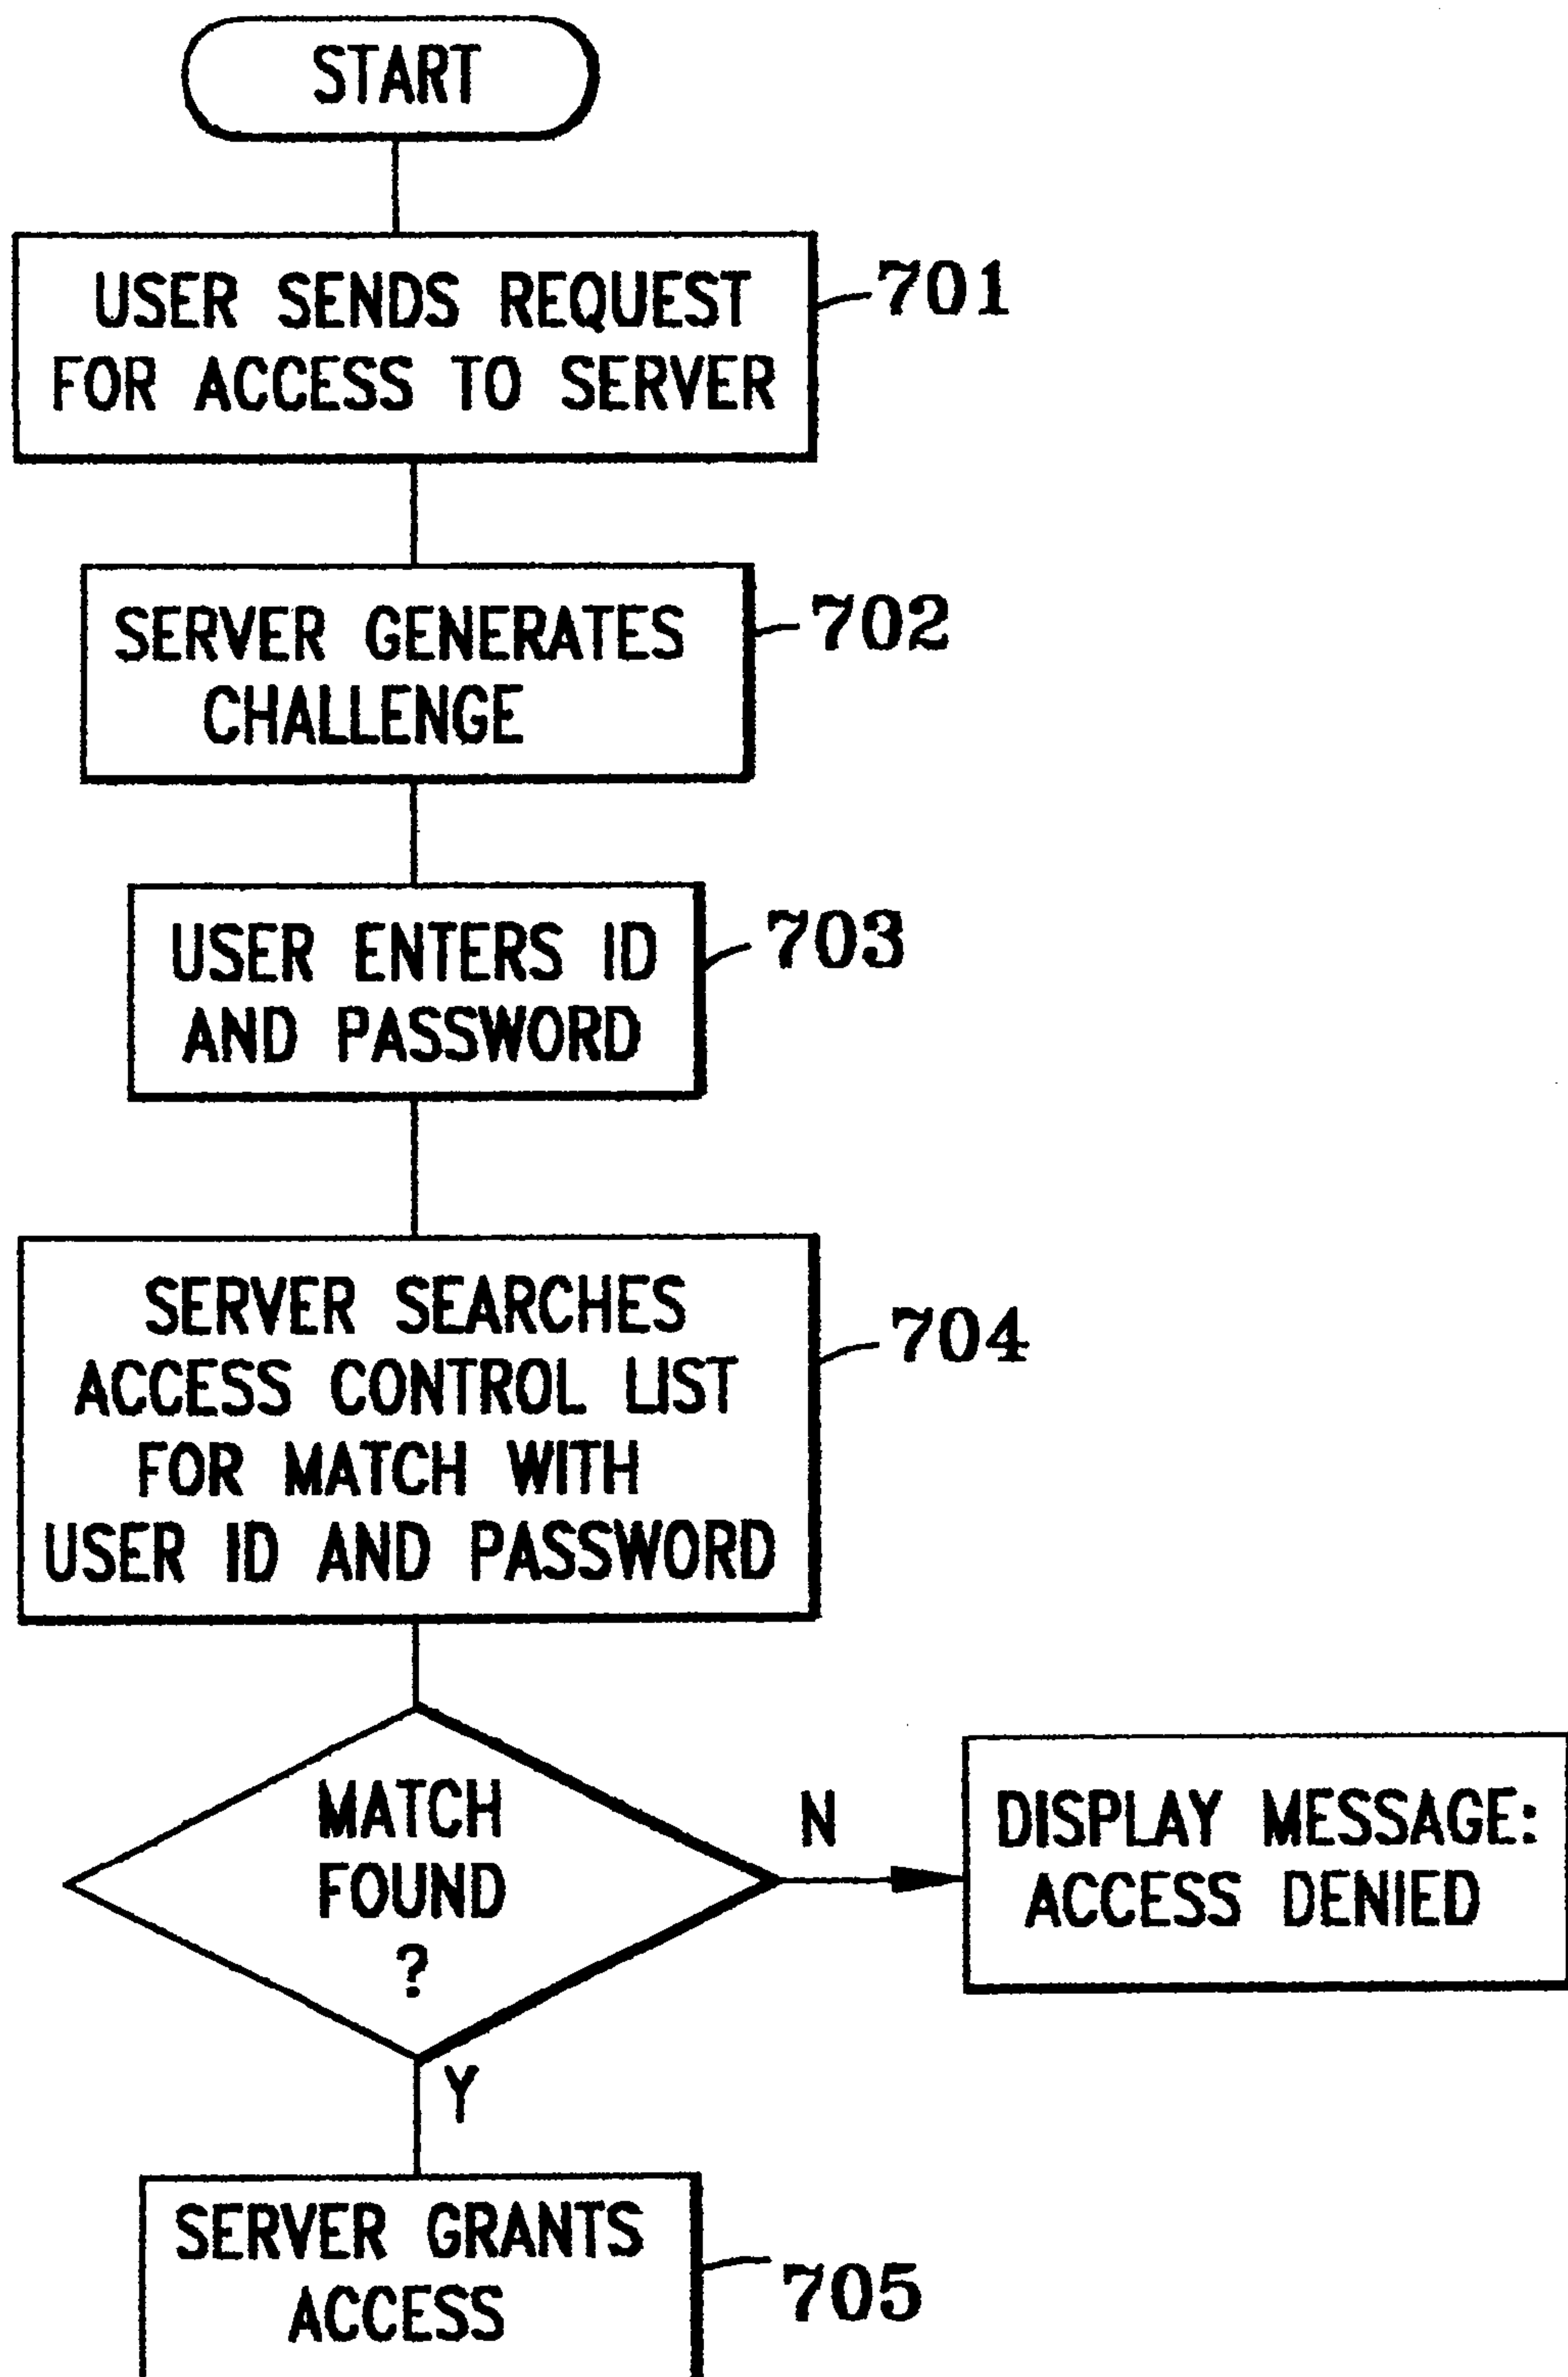 START
USER SENDS REQUEST
FOR ACCESS TO SERVER
701
SERVER GENERATES
CHALLENGE
702
USER ENTERS ID
AND PASSWORD
703
SERVER SEARCHES
ACCESS CONTROL LIST
FOR MATCH WITH
USER ID AND PASSWORD
704
MATCH
FOUND
?
N
DISPLAY MESSAGE:
ACCESS DENIED
Y
SERVER GRANTS
ACCESS
705